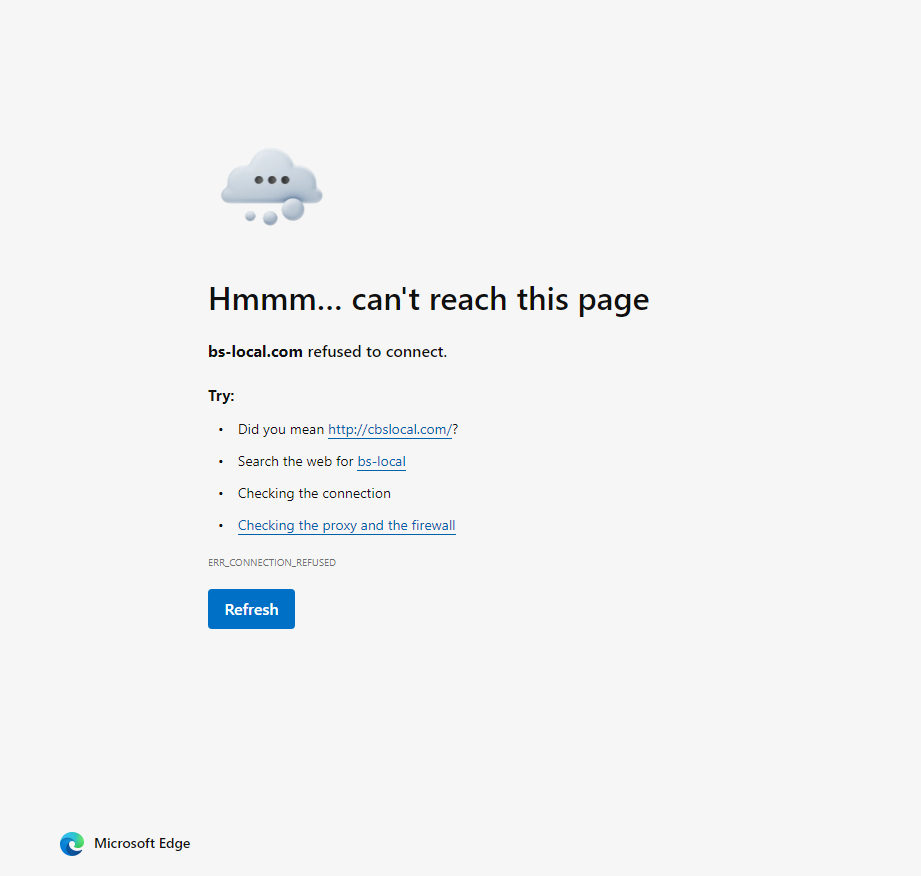 Hmmm... can't reach this page
bs-local.com refused to connect.
Try:
• Did you mean http://cbslocal.com/?
• Search the web for bs-local
• Checking the connection
• Checking the proxy and the firewall
ERR_CONNECTION_REFUSED
Refresh
Microsoft Edge